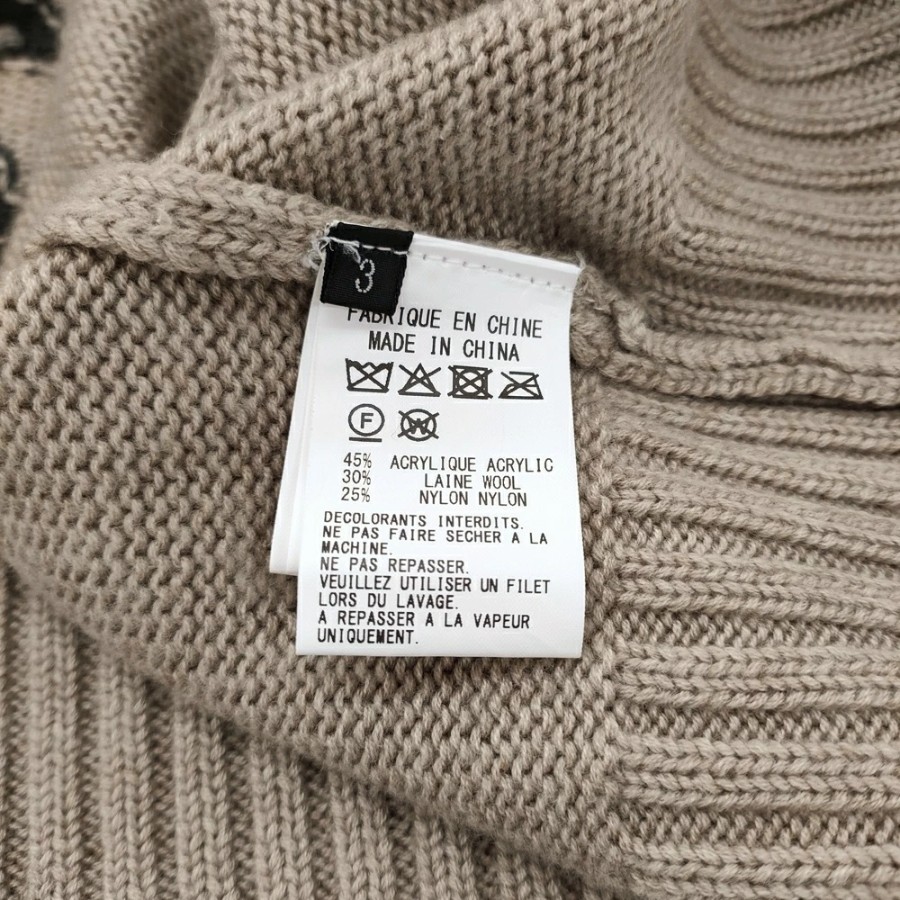 3
FABRIQUE EN CHINE
MADE IN CHINA
F W
45% ACRYLIQUE ACRYLIC
30% LAINE WOOL
25% NYLON NYLON
DECOLORANTS INTERDITS.
NE PAS FAIRE SECHER A LA
MACHINE.
NE PAS REPASSER.
VEUILLEZ UTILISER UN FILET
LORS DU LAVAGE.
A REPASSER A LA VAPEUR
UNIQUEMENT.